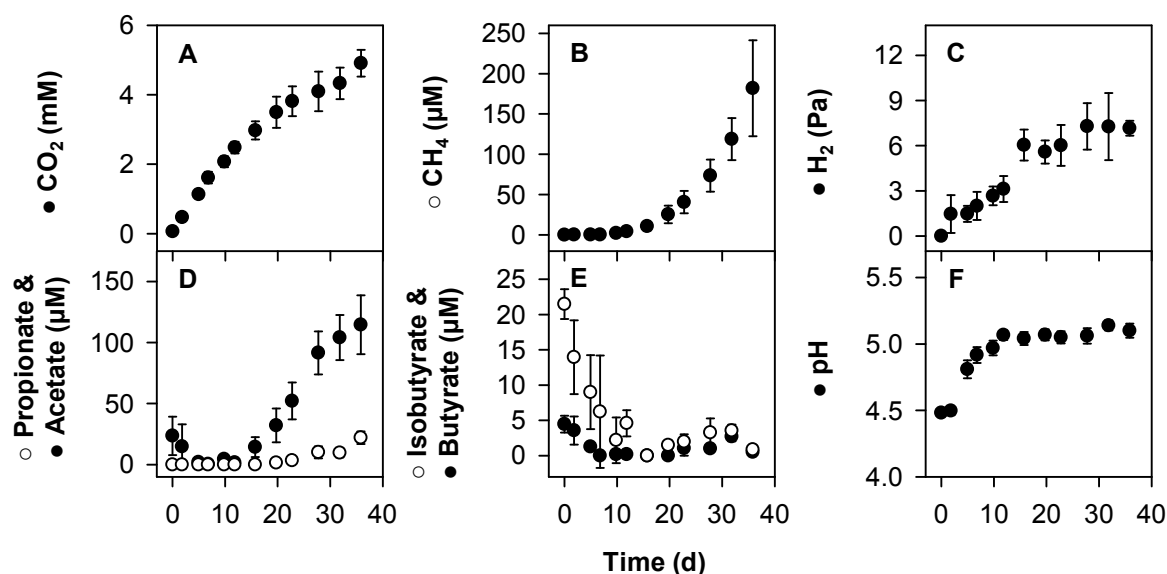 A
● CO2 (mM)
6
4
2
0
B
○ CH4 (µM)
250
200
150
100
50
0
C
● H2 (Pa)
12
9
6
3
0
D
○ Propionate &
● Acetate (µM)
150
100
50
0
0 10 20 30 40
E
○ Isobutyrate &
● Butyrate (µM)
25
20
15
10
5
0
0 10 20 30 40
F
● pH
5.5
5.0
4.5
4.0
0 10 20 30 40
Time (d)